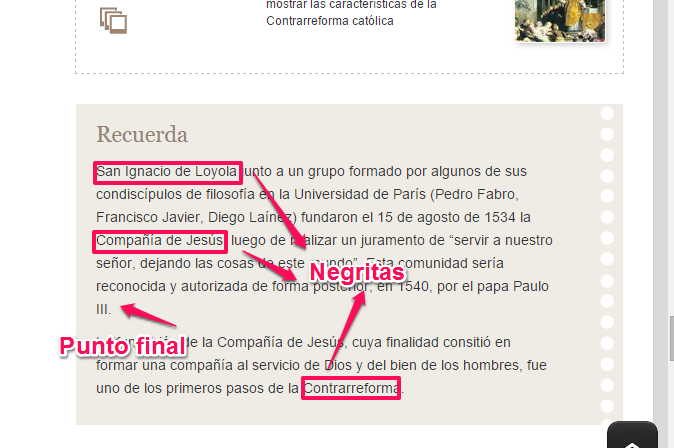 mostrar las características de la
Contrarreforma católica
Recuerda
San Ignacio de Loyola junto a un grupo formado por algunos de sus
condiscípulos de filosofía en la Universidad de París (Pedro Fabro,
Francisco Javier, Diego Laínez) fundaron el 15 de agosto de 1534 la
Compañía de Jesús, luego de realizar un juramento de “servir a nuestro
señor, dejando las cosas de este mundo”. Esta comunidad sería
Negritas
reconocida y autorizada de forma posterior, en 1540, por el papa Paulo
III.
Punto final
de la Compañía de Jesús, cuya finalidad consitió en
formar una compañía al servicio de Dios y del bien de los hombres, fue
uno de los primeros pasos de la Contrarreforma.